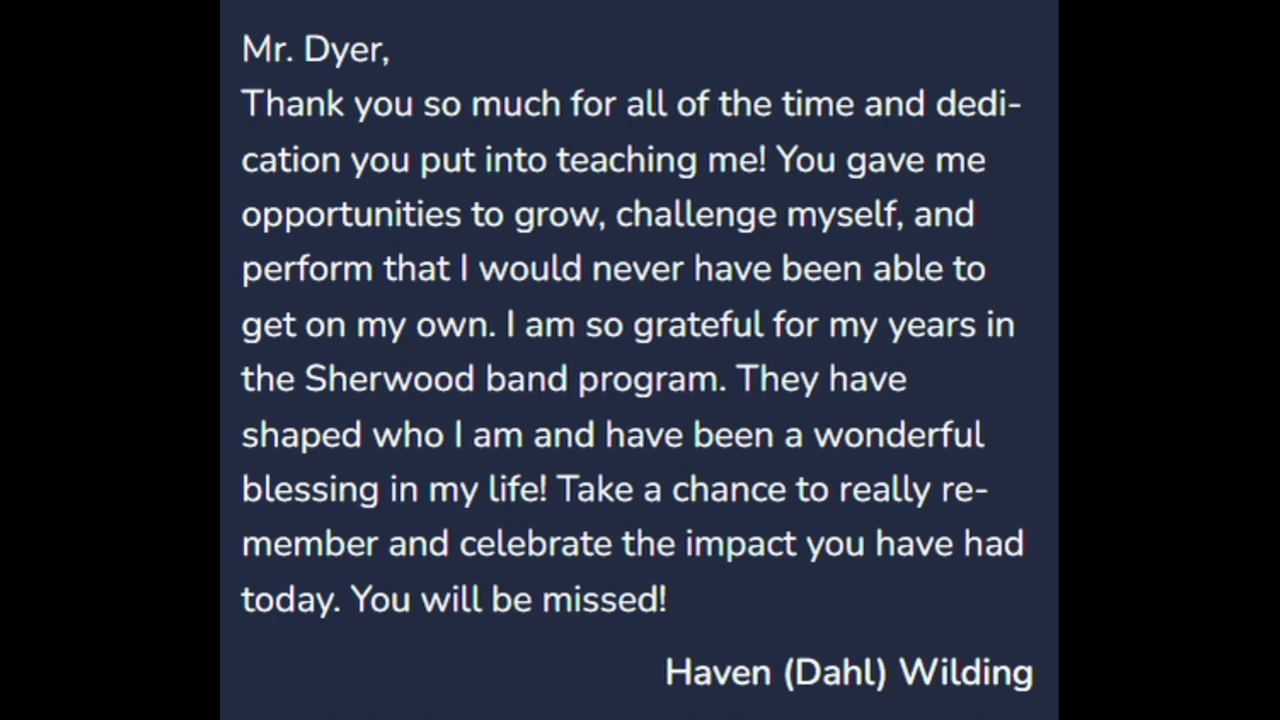 Mr. Dyer,
Thank you so much for all of the time and dedi-
cation you put into teaching me! You gave me
opportunities to grow, challenge myself, and
perform that I would never have been able to
get on my own. I am so grateful for my years in
the Sherwood band program. They have
shaped who I am and have been a wonderful
blessing in my life! Take a chance to really re-
member and celebrate the impact you have had
today. You will be missed!
Haven (Dahl) Wilding